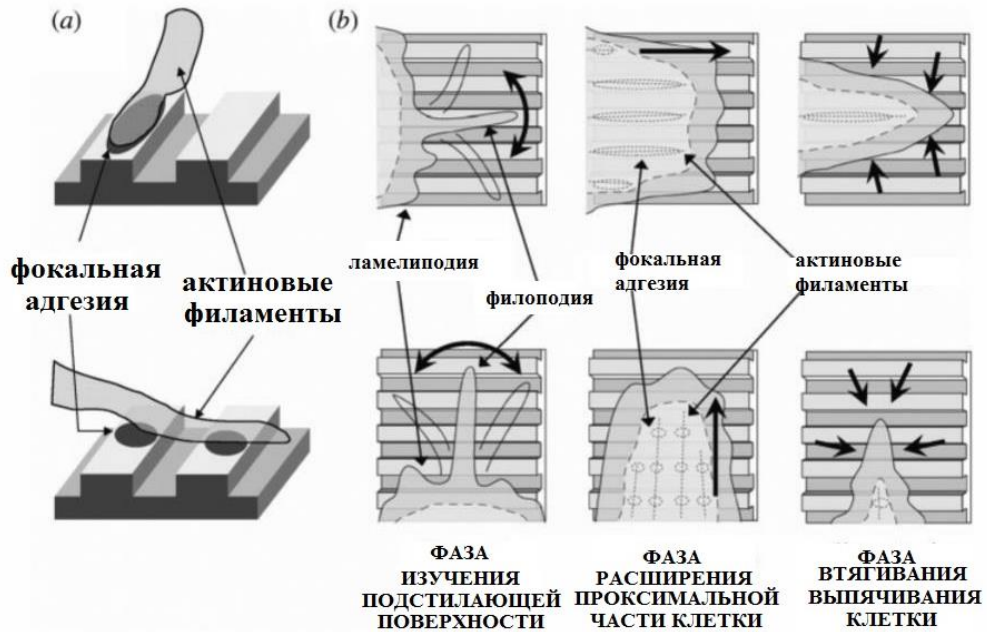 (a)
(b)
фокальная
адгезия
актиновые
филаменты
ламелиподия
филоподия
фокальная
адгезия
актиновые
филаменты
ФАЗА
ИЗУЧЕНИЯ
ПОДСТИЛАЮЩЕЙ
ПОВЕРХНОСТИ
ФАЗА
РАСШИРЕНИЯ
ПРОКСИМАЛЬНОЙ
ЧАСТИ КЛЕТКИ
ФАЗА
ВТЯГИВАНИЯ
ВЫПЯЧИВАНИЯ
КЛЕТКИ